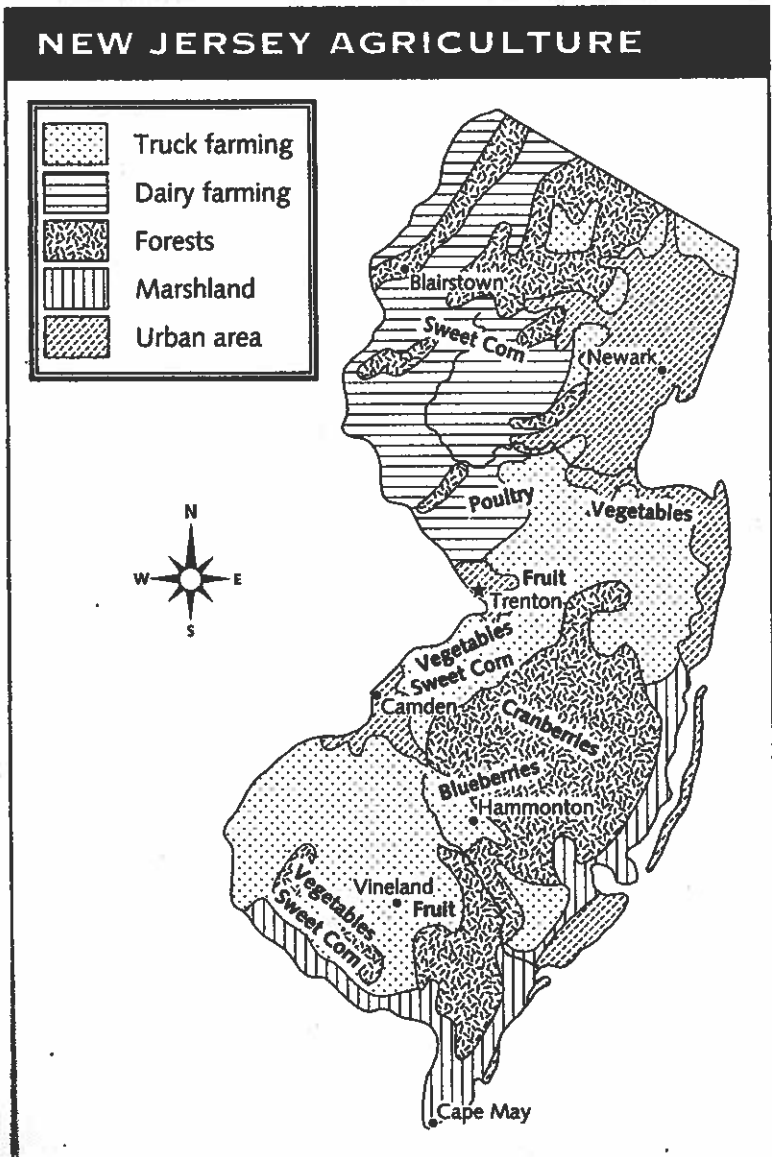 NEW JERSEY AGRICULTURE
Truck farming
Dairy farming
Forests
Marshland
Urban area
Blairstown
Sweet Corn
Newark
Poultry
Vegetables
N
W E
S
Fruit
Trenton
Vegetables
Sweet Corn
Camden
Cranberries
Blueberries
Hammonton
Vineland
Fruit
Vegetables
Sweet Corn
Cape May